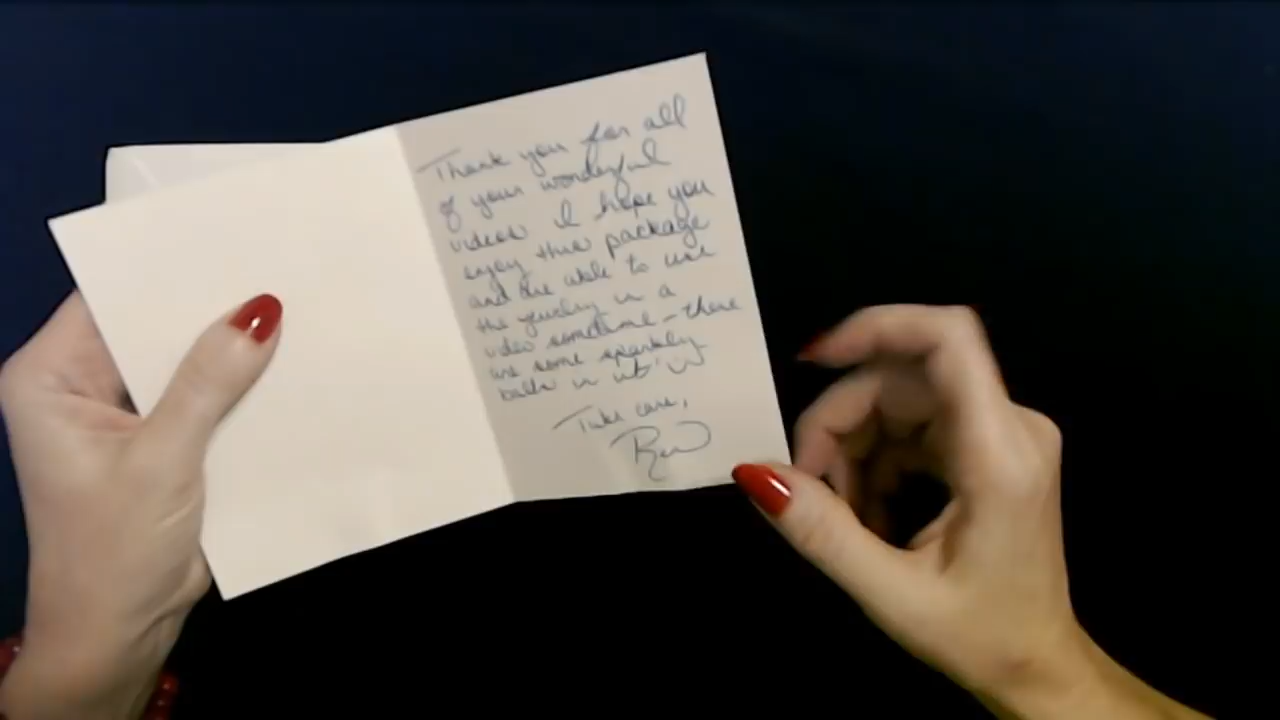 Thank you for all
of your wonderful
videos I hope you
enjoy this package
and are able to use
the jewelry in a
video sometime - there
are some sparkly
balls in it
Take care,